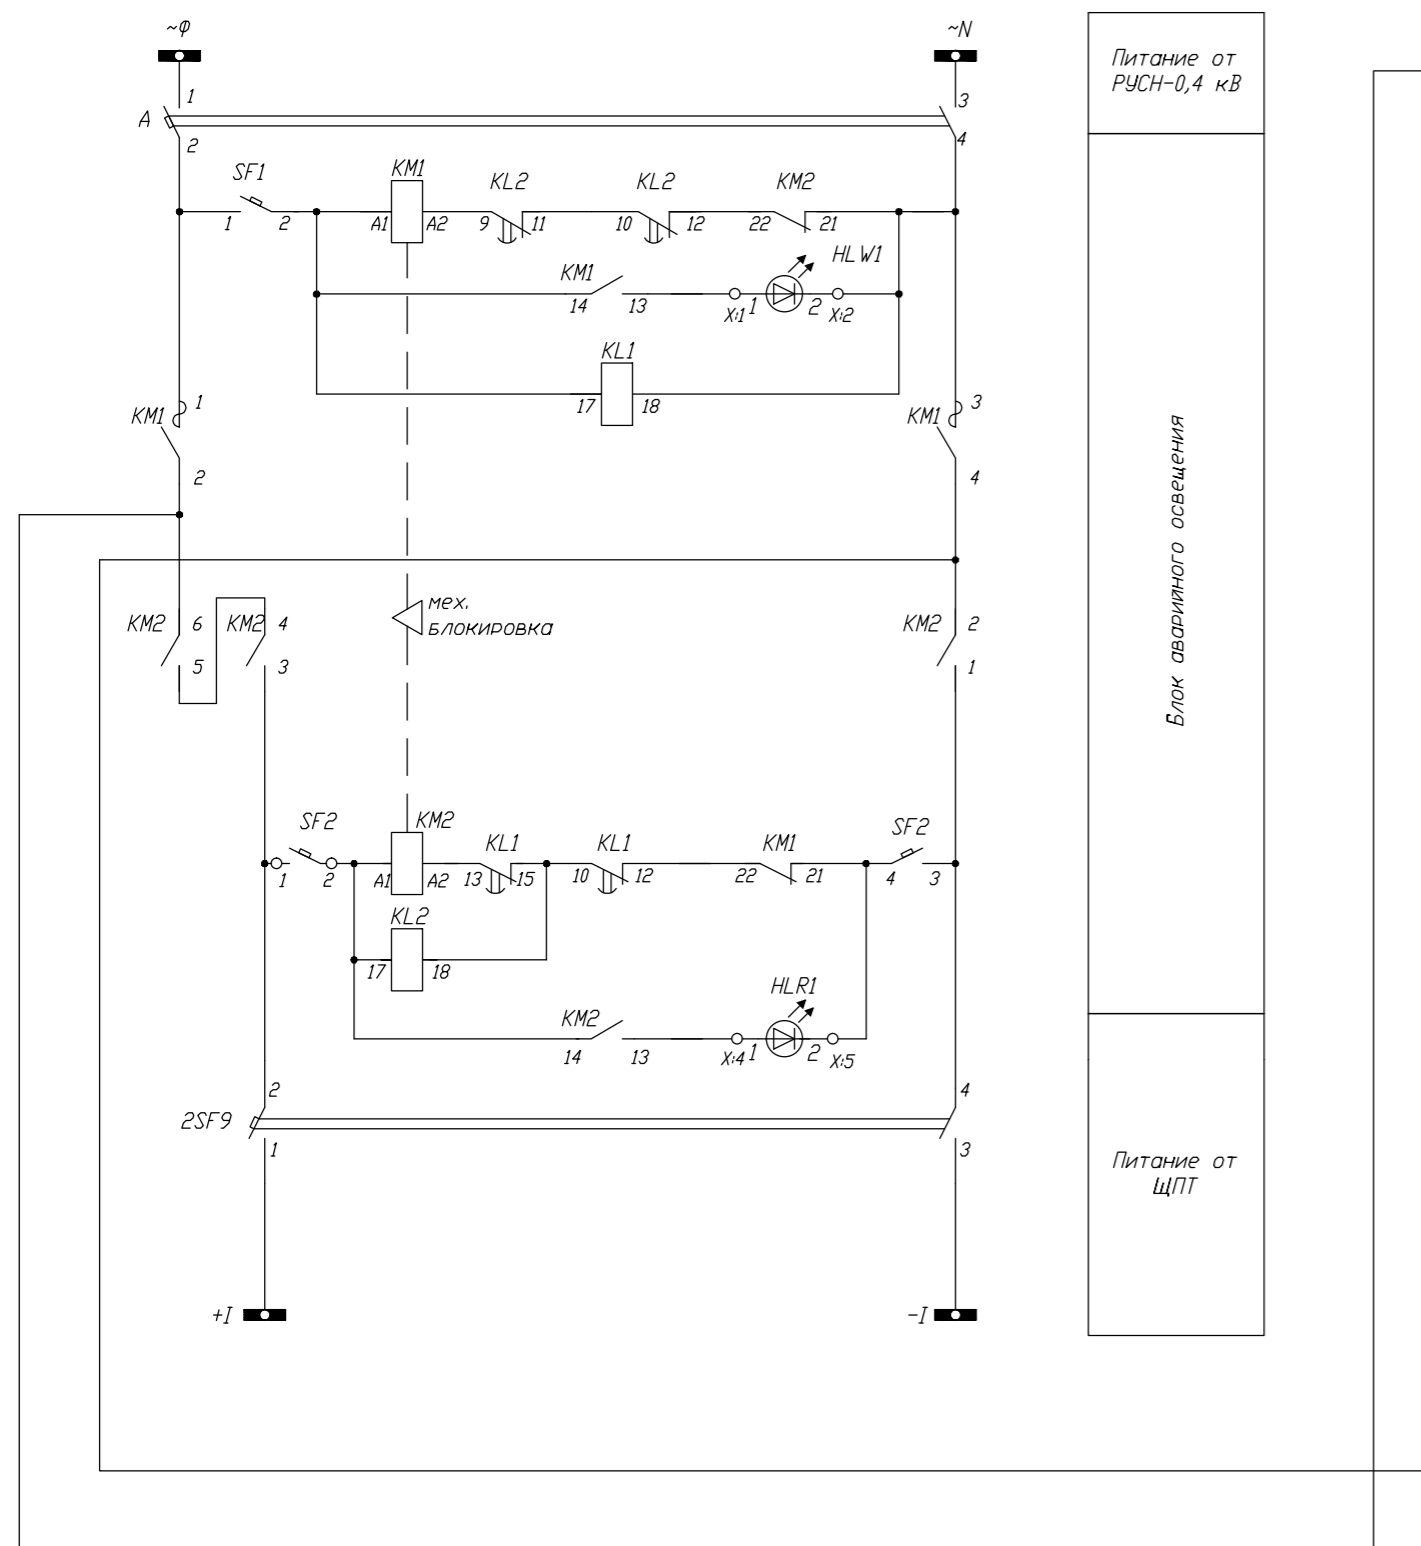 ~Ф ~N
Питание от
РУСН-0,4 кВ
1 3
A
2 4
SF1 KM1 KL2 KL2 KM2
1 2 A1 A2 9 11 10 12 22 21
KM1 HLW1
14 13 X:1 1 2 X:2
KL1
17 18
KM1 1 KM1 3
2 4
Блок аварийного освещения
мех.
блокировка
KM2 6 KM2 4 KM2 2
5 3 1
SF2 KM2 KL1 KL1 KM1 SF2
1 2 A1 A2 13 15 10 12 22 21 4 3
KL2
17 18
KM2 HLR1
14 13 X:4 1 2 X:5
2 4
2SF9
1 3
Питание от
ЩПТ
+I -I